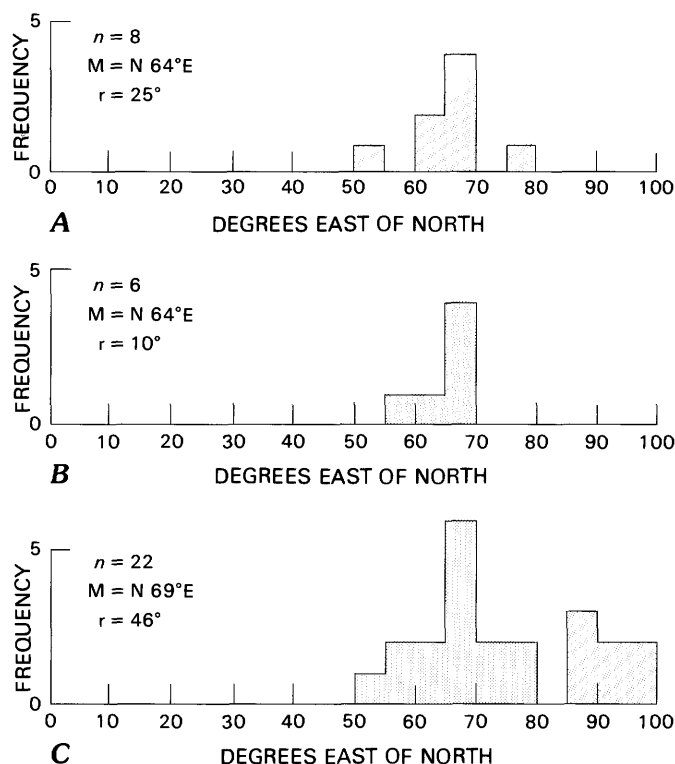 5
n = 8
M = N 64°E
r = 25°
FREQUENCY
0
0 10 20 30 40 50 60 70 80 90 100
A DEGREES EAST OF NORTH
5
n = 6
M = N 64°E
r = 10°
FREQUENCY
0
0 10 20 30 40 50 60 70 80 90 100
B DEGREES EAST OF NORTH
5
n = 22
M = N 69°E
r = 46°
FREQUENCY
0
0 10 20 30 40 50 60 70 80 90 100
C DEGREES EAST OF NORTH